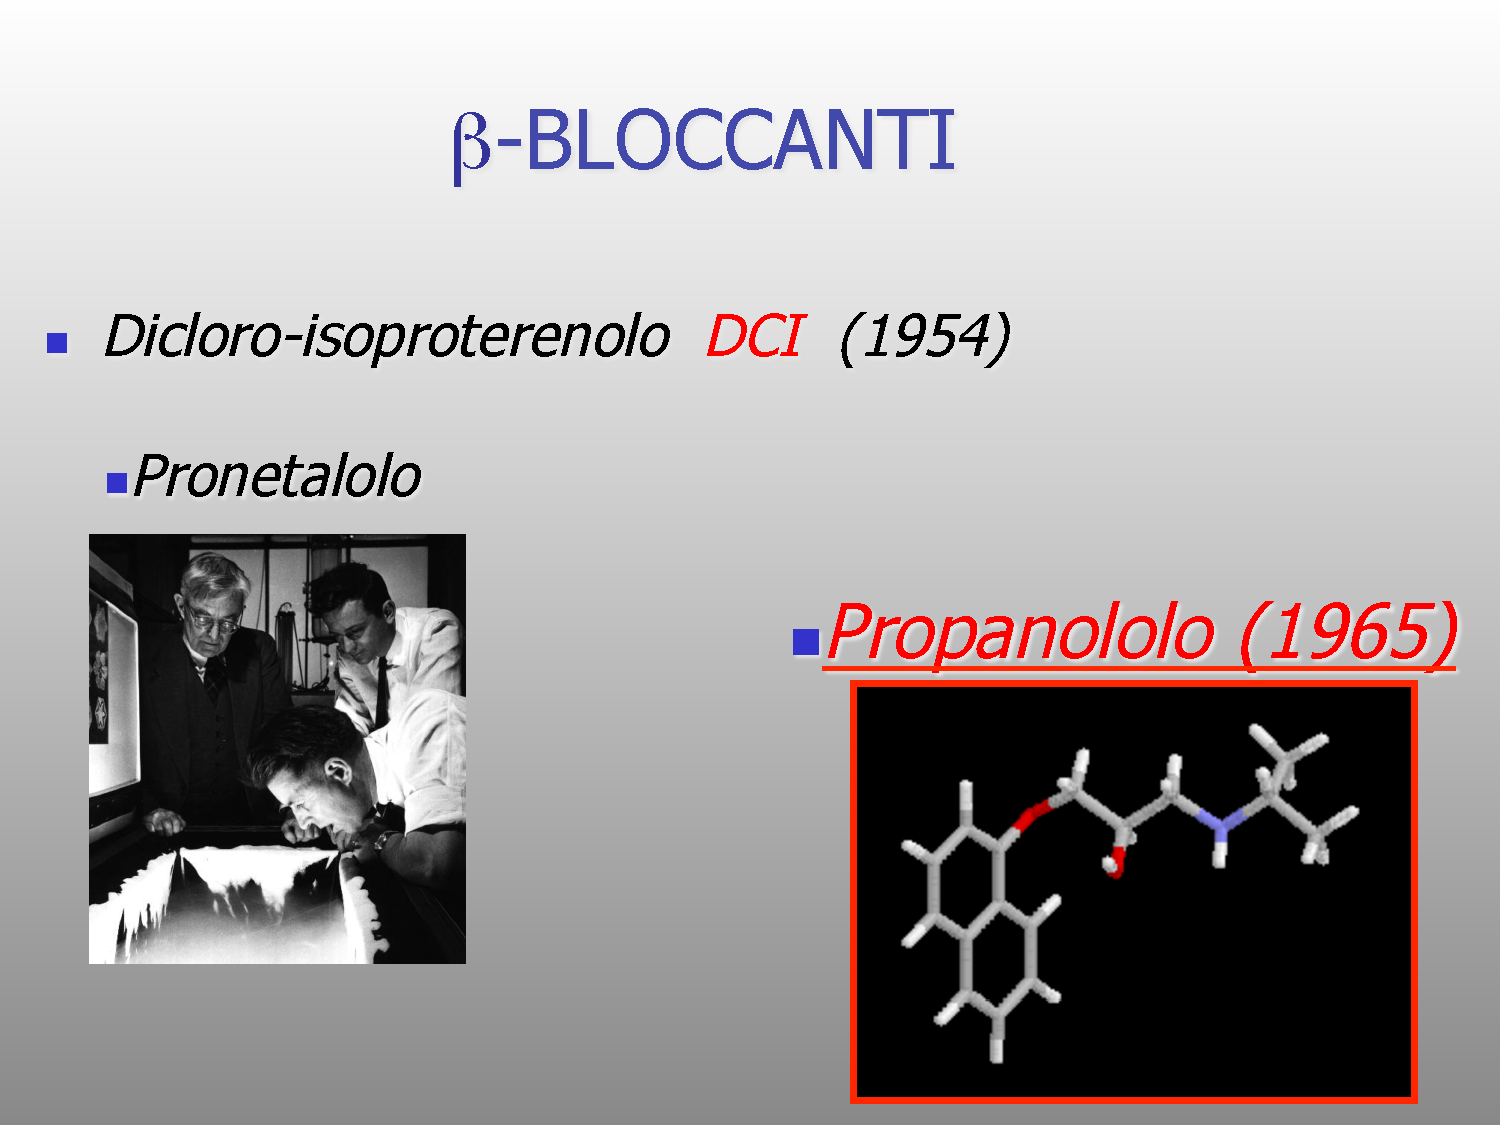 β-BLOCCANTI
Dicloro-isoproterenolo DCI (1954)
Pronetalolo
Propanololo (1965)